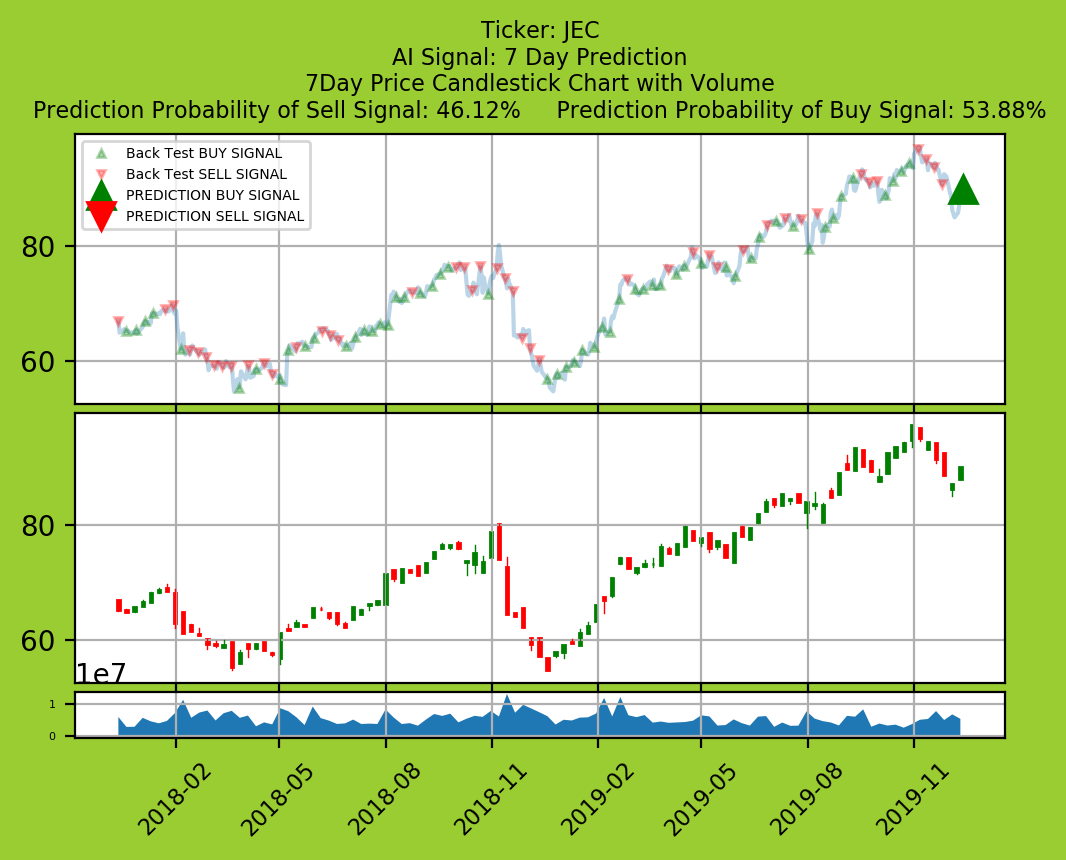 Ticker: JEC
AI Signal: 7 Day Prediction
7Day Price Candlestick Chart with Volume
Prediction Probability of Sell Signal: 46.12%     Prediction Probability of Buy Signal: 53.88%
Back Test BUY SIGNAL
Back Test SELL SIGNAL
PREDICTION BUY SIGNAL
PREDICTION SELL SIGNAL
80
60
80
60
1e7
1
0
2018-02
2018-05
2018-08
2018-11
2019-02
2019-05
2019-08
2019-11